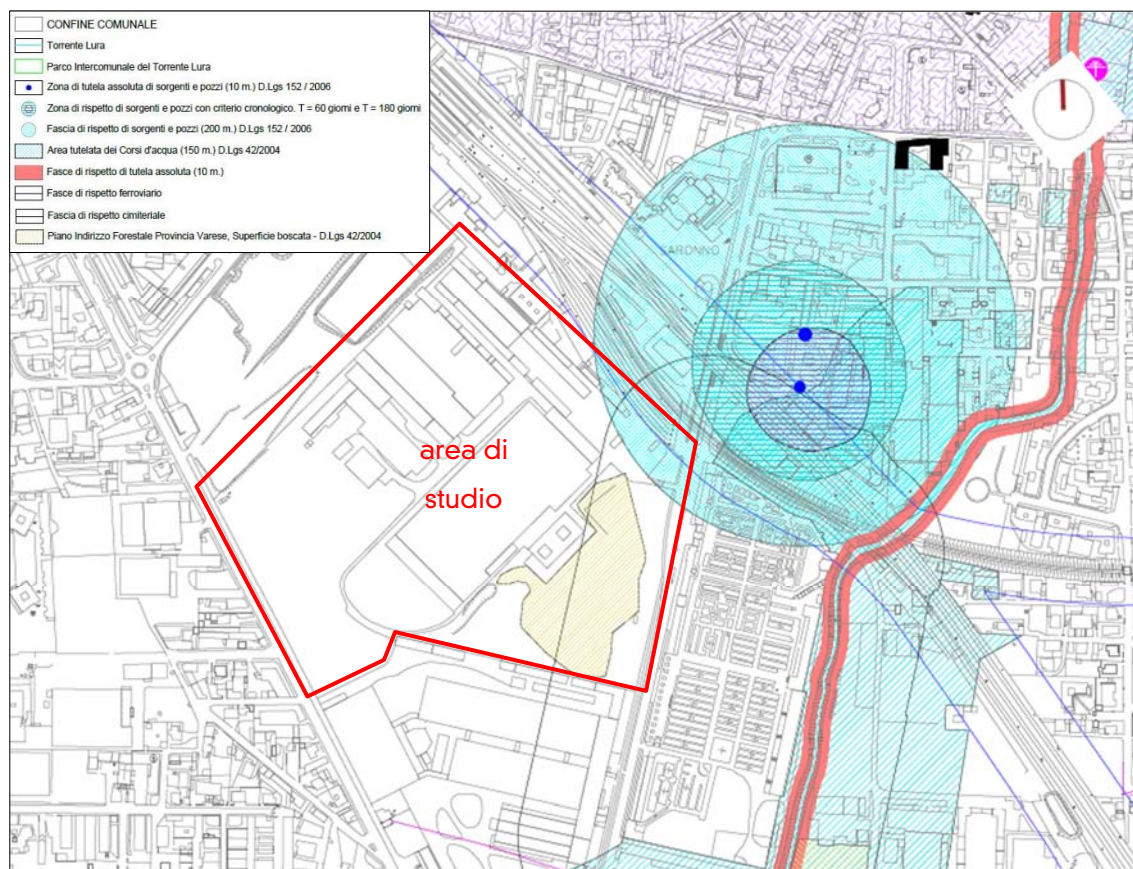 CONFINE COMUNALE
Torrente Lura
Parco Intercomunale del Torrente Lura
Zona di tutela assoluta di sorgenti e pozzi (10 m.) D.Lgs 152 / 2006
Zona di rispetto di sorgenti e pozzi con criterio cronologico. T = 60 giorni e T = 180 giorni
Fascia di rispetto di sorgenti e pozzi (200 m.) D.Lgs 152 / 2006
Area tutelata dei Corsi d'acqua (150 m.) D.Lgs 42/2004
Fasce di rispetto di tutela assoluta (10 m.)
Fasce di rispetto ferroviario
Fascia di rispetto cimiteriale
Piano Indirizzo Forestale Provincia Varese, Superficie boscata - D.Lgs 42/2004
SARONNO
area di
studio